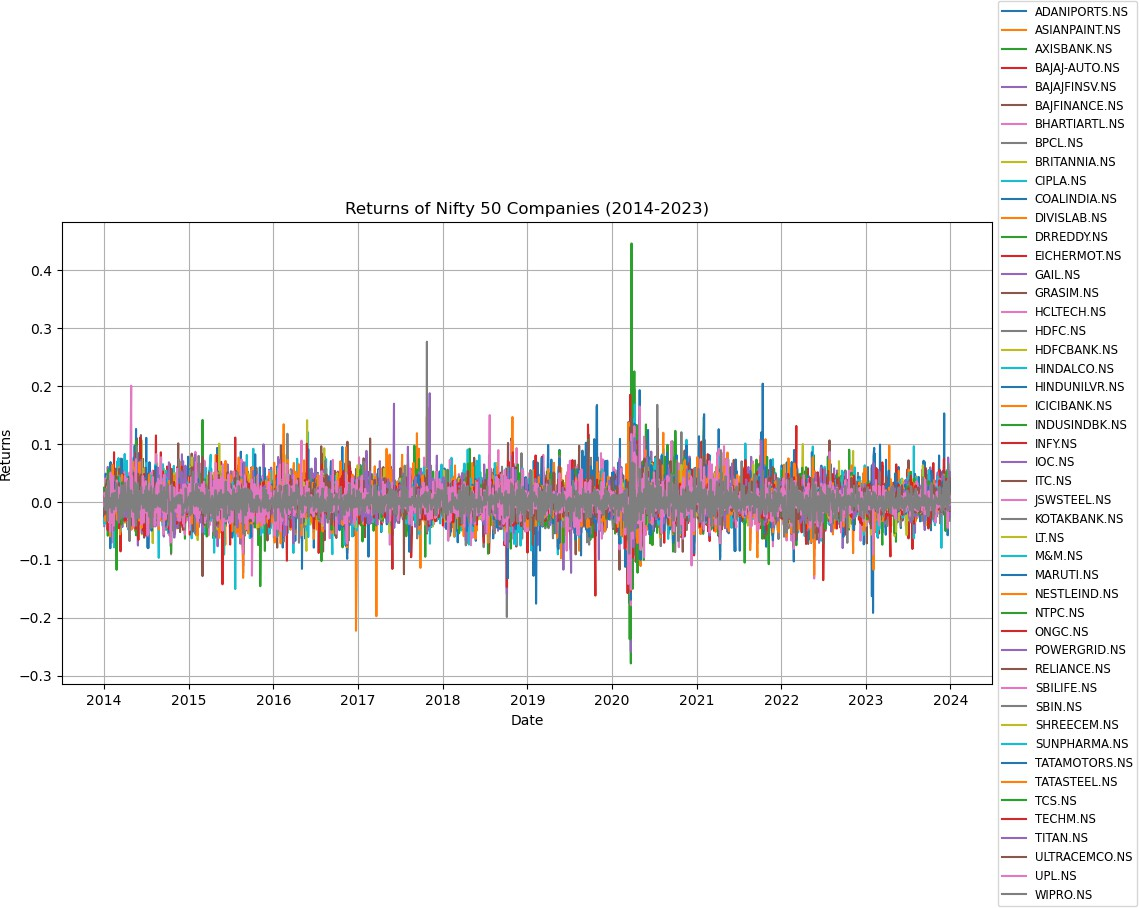 Returns of Nifty 50 Companies (2014-2023)
Returns
0.4
0.3
0.2
0.1
0.0
−0.1
−0.2
−0.3
2014 2015 2016 2017 2018 2019 2020 2021 2022 2023 2024
Date
ADANIPORTS.NS
ASIANPAINT.NS
AXISBANK.NS
BAJAJ-AUTO.NS
BAJAJFINSV.NS
BAJFINANCE.NS
BHARTIARTL.NS
BPCL.NS
BRITANNIA.NS
CIPLA.NS
COALINDIA.NS
DIVISLAB.NS
DRREDDY.NS
EICHERMOT.NS
GAIL.NS
GRASIM.NS
HCLTECH.NS
HDFC.NS
HDFCBANK.NS
HINDALCO.NS
HINDUNILVR.NS
ICICIBANK.NS
INDUSINDBK.NS
INFY.NS
IOC.NS
ITC.NS
JSWSTEEL.NS
KOTAKBANK.NS
LT.NS
M&M.NS
MARUTI.NS
NESTLEIND.NS
NTPC.NS
ONGC.NS
POWERGRID.NS
RELIANCE.NS
SBILIFE.NS
SBIN.NS
SHREECEM.NS
SUNPHARMA.NS
TATAMOTORS.NS
TATASTEEL.NS
TCS.NS
TECHM.NS
TITAN.NS
ULTRACEMCO.NS
UPL.NS
WIPRO.NS